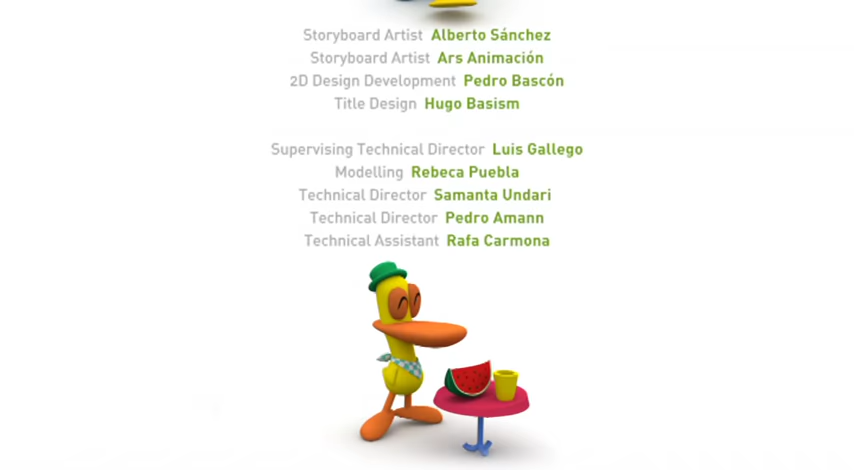 Storyboard Artist Alberto Sánchez
Storyboard Artist Ars Animación
2D Design Development Pedro Bascón
Title Design Hugo Basism
Supervising Technical Director Luis Gallego
Modelling Rebeca Puebla
Technical Director Samanta Undari
Technical Director Pedro Amann
Technical Assistant Rafa Carmona